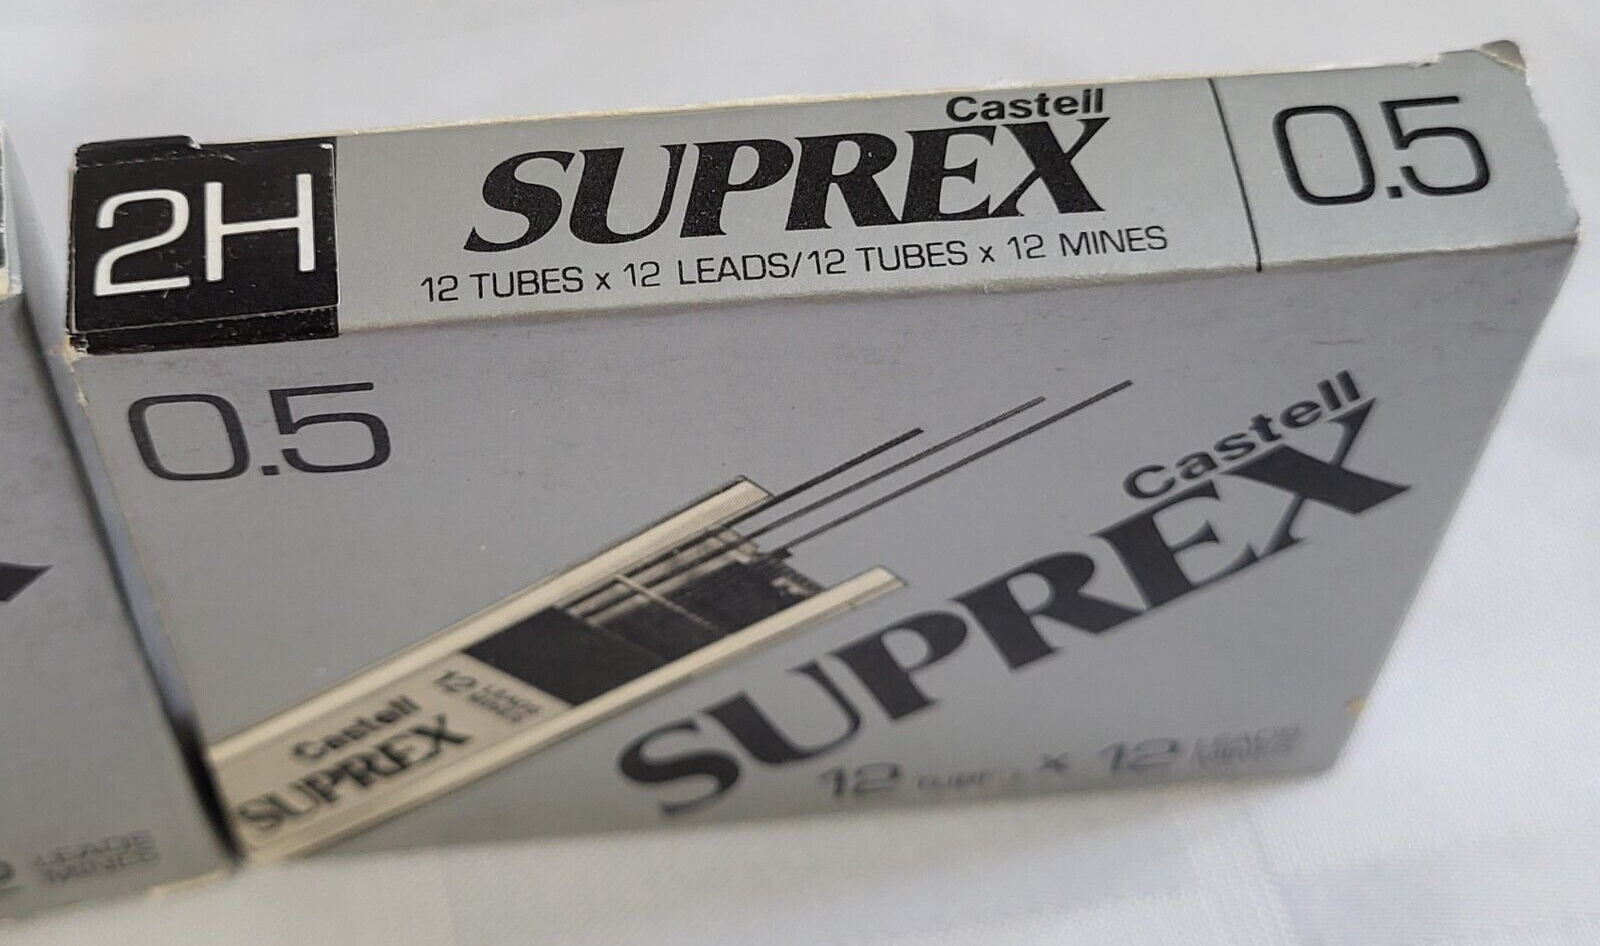 2H
Castell
SUPREX
12 TUBES x 12 LEADS/12 TUBES x 12 MINES
0.5
0.5
Castell
SUPREX
12 x 12 LEADS
MINES
Castell
SUPREX
12 LEADS
MINES
LEADS
MINES